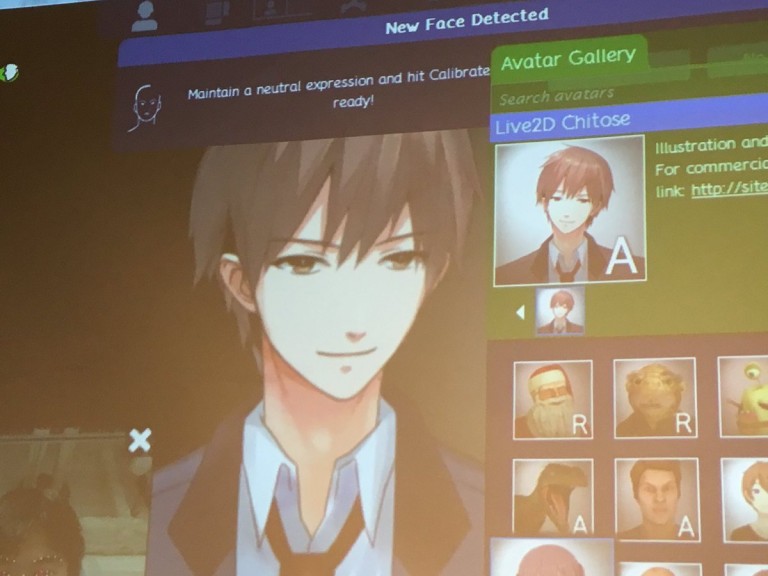 New Face Detected
Maintain a neutral expression and hit Calibrate
ready!
Avatar Gallery
Search avatars
Live2D Chitose
Illustration and
For commercia
link: http://site
A
R
R
A
A